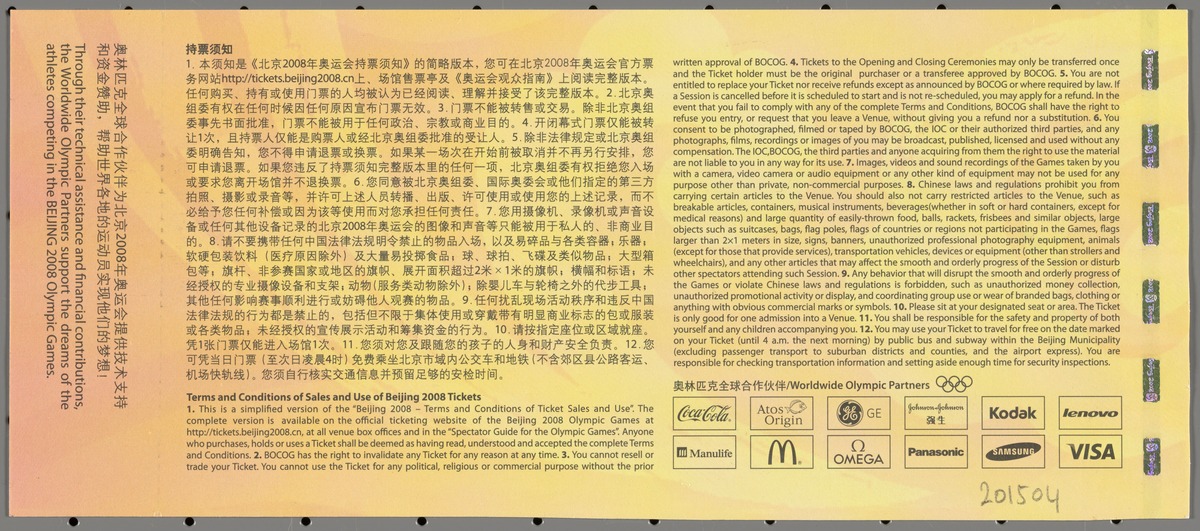 奥林匹克全球合作伙伴为北京2008年奥运会提供技术支持
和资金赞助，帮助世界各地的运动员实现他们的梦想！
Through their technical assistance and financial contributions,
the Worldwide Olympic Partners support the dreams of the
athletes competing in the BEIJING 2008 Olympic Games.
持票须知
1. 本须知是《北京2008年奥运会持票须知》的简略版本，您可在北京2008年奥运会官方票
务网站http://tickets.beijing2008.cn上、场馆售票亭及《奥运会观众指南》上阅读完整版本。
任何购买、持有或使用门票的人均被认为已经阅读、理解并接受了该完整版本。2. 北京奥
组委有权在任何时候因任何原因宣布门票无效。3. 门票不能被转售或交易。除非北京奥组
委事先书面批准，门票不能被用于任何政治、宗教或商业目的。4. 开闭幕式门票仅能被转
让1次，且持票人仅能是购票人或经北京奥组委批准的受让人。5. 除非法律规定或北京奥组
委明确告知，您不得申请退票或换票。如果某一场次在开始前被取消并不再另行安排，您
可申请退票。如果您违反了持票须知完整版本里的任何一项，北京奥组委有权拒绝您入场
或要求您离开场馆并不退换票。6. 您同意被北京奥组委、国际奥委会或他们指定的第三方
拍照、摄影或录音等，并许可上述人员转播、出版、许可使用或使用您的上述记录，而不
必给予您任何补偿或因为该等使用而对您承担任何责任。7. 您用摄像机、录像机或声音设
备或任何其他设备记录的北京2008年奥运会的图像和声音等只能被用于私人的、非商业目
的。8. 请不要携带任何中国法律法规明令禁止的物品入场，以及易碎品与各类容器；乐器；
软硬包装饮料（医疗原因除外）及大量易投掷食品；球、球拍、飞碟及类似物品；大型箱
包等；旗杆、非参赛国家或地区的旗帜、展开面积超过2米×1米的旗帜；横幅和标语；未
经授权的专业摄像设备和支架；动物（服务类动物除外）；除婴儿车与轮椅之外的代步工具；
其他任何影响赛事顺利进行或妨碍他人观赛的物品。9. 任何扰乱现场活动秩序和违反中国
法律法规的行为都是禁止的，包括但不限于集体使用或穿戴带有明显商业标志的包或服装
或各类物品；未经授权的宣传展示活动和筹集资金的行为。10. 请按指定座位或区域就座。
凭1张门票仅能进入场馆1次。11. 您须对您及跟随您的孩子的人身和财产安全负责。12. 您
可凭当日门票（至次日凌晨4时）免费乘坐北京市域内公交车和地铁（不含郊区县公路客运、
机场快轨线）。您须自行核实交通信息并预留足够的安检时间。
Terms and Conditions of Sales and Use of Beijing 2008 Tickets
1. This is a simplified version of the "Beijing 2008 – Terms and Conditions of Ticket Sales and Use". The
complete version is available on the official ticketing website of the Beijing 2008 Olympic Games at
http://tickets.beijing2008.cn, at all venue box offices and in the "Spectator Guide for the Olympic Games". Anyone
who purchases, holds or uses a Ticket shall be deemed as having read, understood and accepted the complete Terms
and Conditions. 2. BOCOG has the right to invalidate any Ticket for any reason at any time. 3. You cannot resell or
trade your Ticket. You cannot use the Ticket for any political, religious or commercial purpose without the prior
written approval of BOCOG. 4. Tickets to the Opening and Closing Ceremonies may only be transferred once
and the Ticket holder must be the original purchaser or a transferee approved by BOCOG. 5. You are not
entitled to replace your Ticket nor receive refunds except as announced by BOCOG or where required by law. If
a Session is cancelled before it is scheduled to start and is not re-scheduled, you may apply for a refund. In the
event that you fail to comply with any of the complete Terms and Conditions, BOCOG shall have the right to
refuse you entry, or request that you leave a Venue, without giving you a refund nor a substitution. 6. You
consent to be photographed, filmed or taped by BOCOG, the IOC or their authorized third parties, and any
photographs, films, recordings or images of you may be broadcast, published, licensed and used without any
compensation. The IOC,BOCOG, the third parties and anyone acquiring from them the right to use the material
are not liable to you in any way for its use. 7. Images, videos and sound recordings of the Games taken by you
with a camera, video camera or audio equipment or any other kind of equipment may not be used for any
purpose other than private, non-commercial purposes. 8. Chinese laws and regulations prohibit you from
carrying certain articles to the Venue. You should also not carry restricted articles to the Venue, such as
breakable articles, containers, musical instruments, beverages(whether in soft or hard containers, except for
medical reasons) and large quantity of easily-thrown food, balls, rackets, frisbees and similar objects, large
objects such as suitcases, bags, flag poles, flags of countries or regions not participating in the Games, flags
larger than 2×1 meters in size, signs, banners, unauthorized professional photography equipment, animals
(except for those that provide services), transportation vehicles, devices or equipment (other than strollers and
wheelchairs), and any other articles that may affect the smooth and orderly progress of the Session or disturb
other spectators attending such Session. 9. Any behavior that will disrupt the smooth and orderly progress of
the Games or violate Chinese laws and regulations is forbidden, such as unauthorized money collection,
unauthorized promotional activity or display, and coordinating group use or wear of branded bags, clothing or
anything with obvious commercial marks or symbols. 10. Please sit at your designated seat or area. The Ticket
is only good for one admission into a Venue. 11. You shall be responsible for the safety and property of both
yourself and any children accompanying you. 12. You may use your Ticket to travel for free on the date marked
on your Ticket (until 4 a.m. the next morning) by public bus and subway within the Beijing Municipality
(excluding passenger transport to suburban districts and counties, and the airport express). You are
responsible for checking transportation information and setting aside enough time for security inspections.
奥林匹克全球合作伙伴/Worldwide Olympic Partners
Coca-Cola
Atos Origin
GE
Johnson&Johnson 强生
Kodak
lenovo
Manulife
M
Ω OMEGA
Panasonic
SAMSUNG
VISA
201504